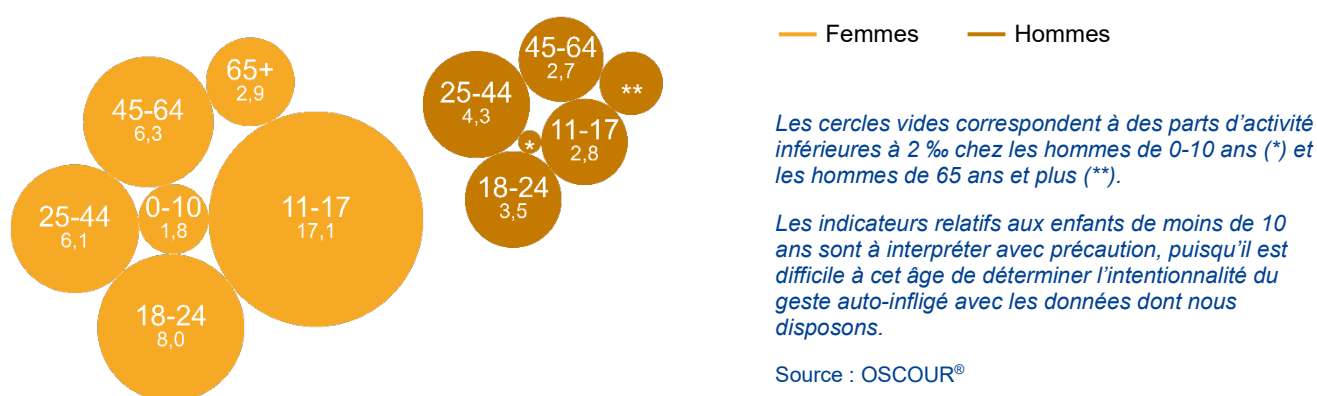 Femmes
Hommes
65+
2,9
45-64
6,3
25-44
6,1
0-10
1,8
11-17
17,1
18-24
8,0
45-64
2,7
25-44
4,3
**
*
11-17
2,8
18-24
3,5
Les cercles vides correspondent à des parts d’activité
inférieures à 2 ‰ chez les hommes de 0-10 ans (*) et
les hommes de 65 ans et plus (**).
Les indicateurs relatifs aux enfants de moins de 10
ans sont à interpréter avec précaution, puisqu’il est
difficile à cet âge de déterminer l’intentionnalité du
geste auto-infligé avec les données dont nous
disposons.
Source : OSCOUR®